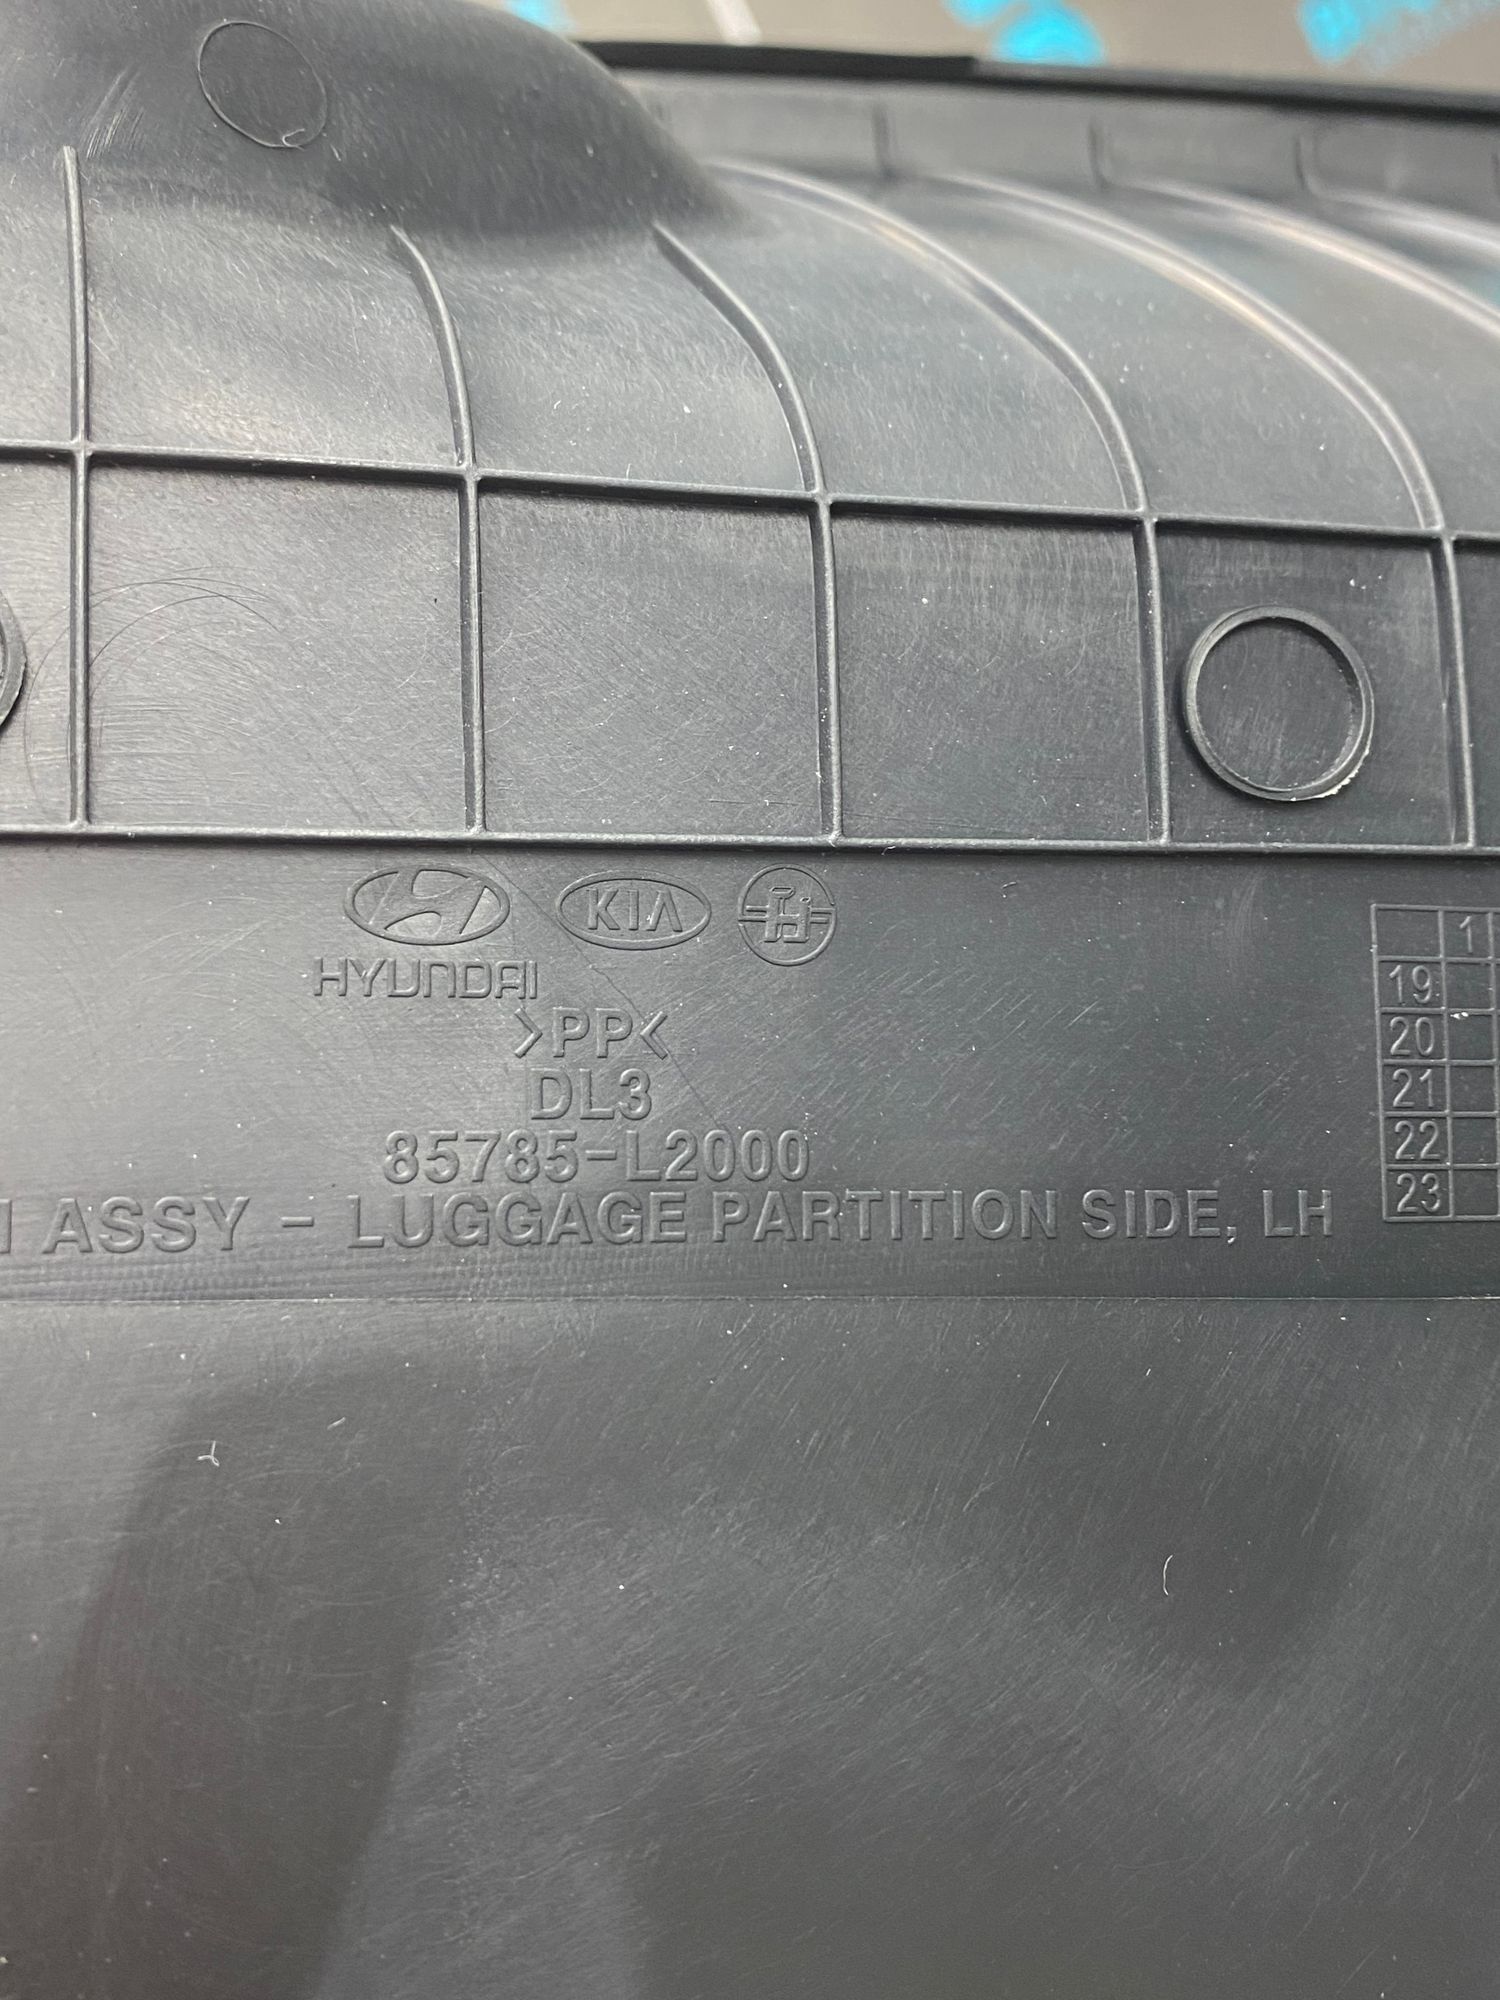 KIA
HYUNDAI
>PP<
DL3
85785-L2000
ASSY - LUGGAGE PARTITION SIDE, LH
1
19
20
21
22
23